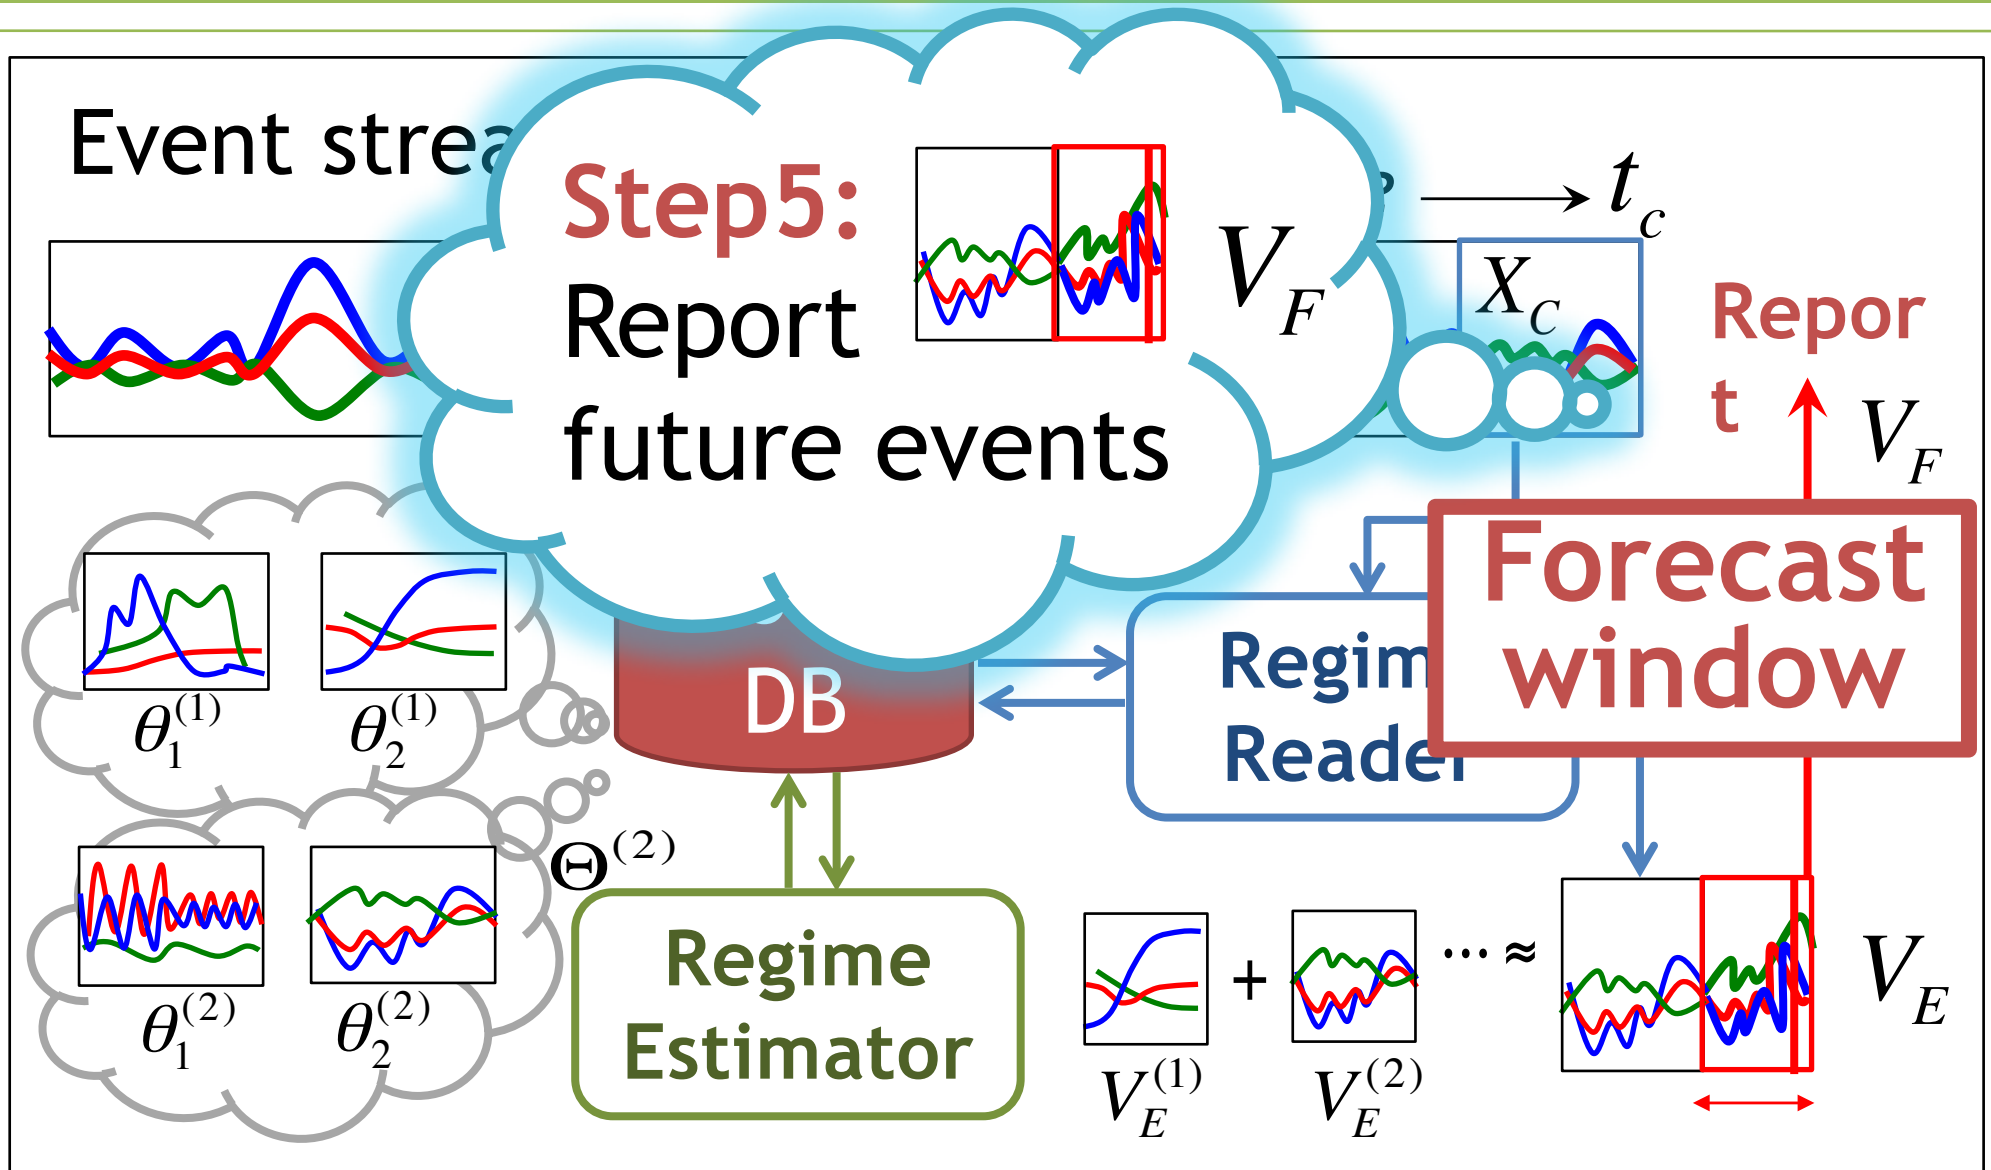 Event strea
Step5:
Report
future events
V_F
t_c
X_C
Repor
t
V_F
Forecast
window
DB
Regim
Reader
θ_1^(1)
θ_2^(1)
Θ^(2)
θ_1^(2)
θ_2^(2)
Regime
Estimator
+
... ≈
V_E^(1)
V_E^(2)
V_E